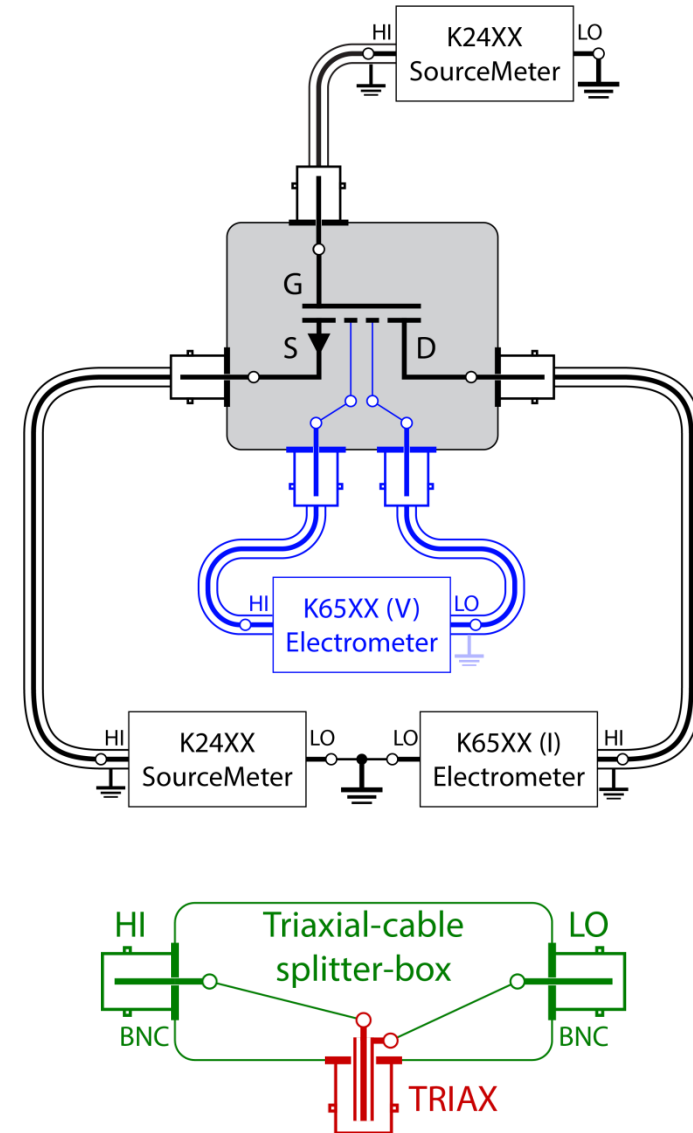 HI
K24XX
SourceMeter
LO
G
S
D
HI
K65XX (V)
Electrometer
LO
HI
K24XX
SourceMeter
LO
LO
K65XX (I)
Electrometer
HI
HI
Triaxial-cable
splitter-box
LO
BNC
BNC
TRIAX